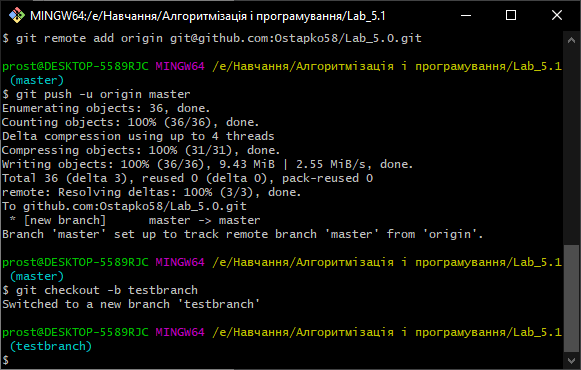 MINGW64:/e/Навчання/Алгоритмізація і програмування/Lab_5.1
$ git remote add origin git@github.com:Ostapko58/Lab_5.0.git
prost@DESKTOP-5589RJC MINGW64 /e/Навчання/Алгоритмізація і програмування/Lab_5.1
(master)
$ git push -u origin master
Enumerating objects: 36, done.
Counting objects: 100% (36/36), done.
Delta compression using up to 4 threads
Compressing objects: 100% (31/31), done.
Writing objects: 100% (36/36), 9.43 MiB | 2.55 MiB/s, done.
Total 36 (delta 3), reused 0 (delta 0), pack-reused 0
remote: Resolving deltas: 100% (3/3), done.
To github.com:Ostapko58/Lab_5.0.git
 * [new branch]      master -> master
Branch 'master' set up to track remote branch 'master' from 'origin'.
prost@DESKTOP-5589RJC MINGW64 /e/Навчання/Алгоритмізація і програмування/Lab_5.1
(master)
$ git checkout -b testbranch
Switched to a new branch 'testbranch'
prost@DESKTOP-5589RJC MINGW64 /e/Навчання/Алгоритмізація і програмування/Lab_5.1
(testbranch)
$